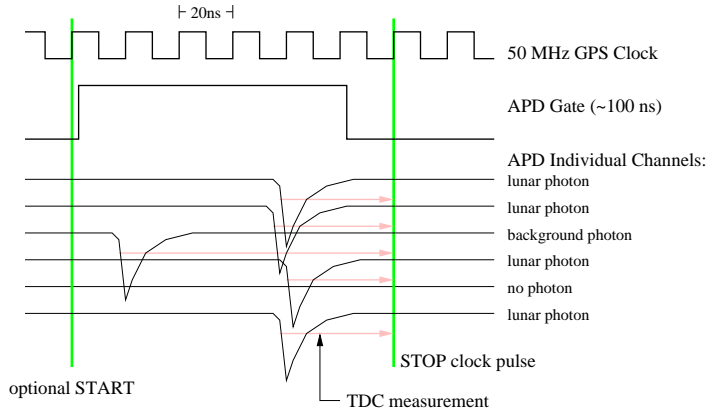 20ns
50 MHz GPS Clock
APD Gate (~100 ns)
APD Individual Channels:
lunar photon
lunar photon
background photon
lunar photon
no photon
lunar photon
STOP clock pulse
optional START
TDC measurement